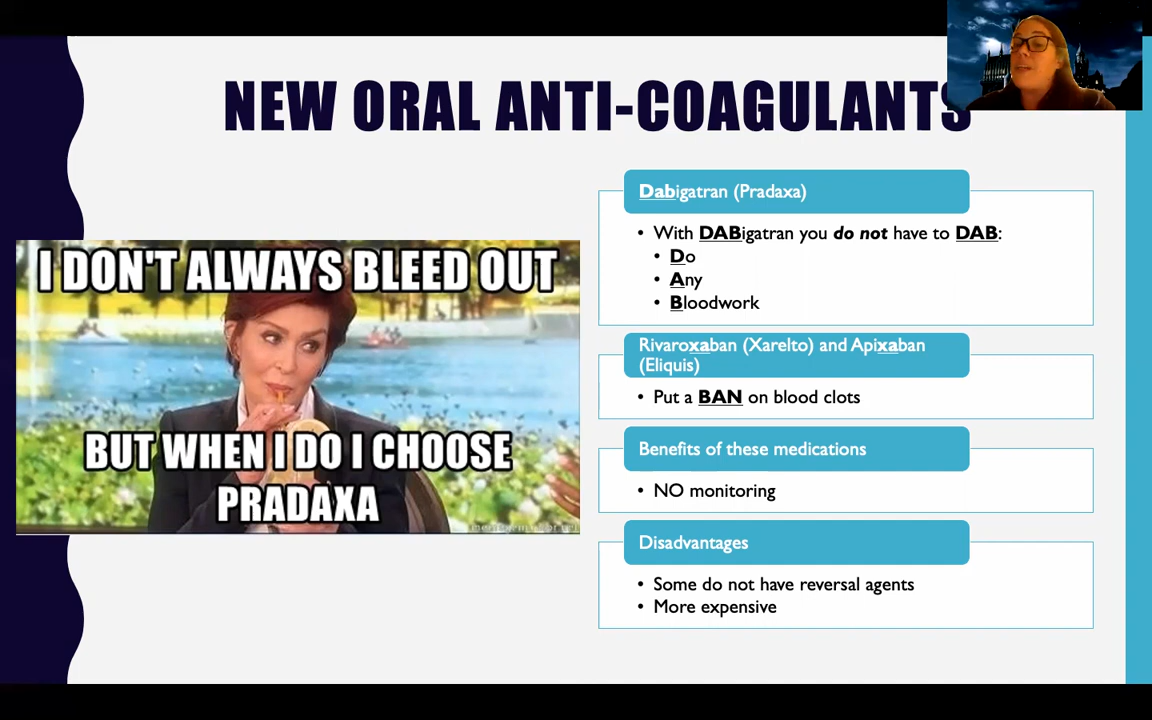 NEW ORAL ANTI-COAGULANTS
I DON'T ALWAYS BLEED OUT
BUT WHEN I DO I CHOOSE
PRADAXA
Dabigatran (Pradaxa)
• With DABigatran you do not have to DAB:
• Do
• Any
• Bloodwork
Rivaroxaban (Xarelto) and Apixaban
(Eliquis)
• Put a BAN on blood clots
Benefits of these medications
• NO monitoring
Disadvantages
• Some do not have reversal agents
• More expensive